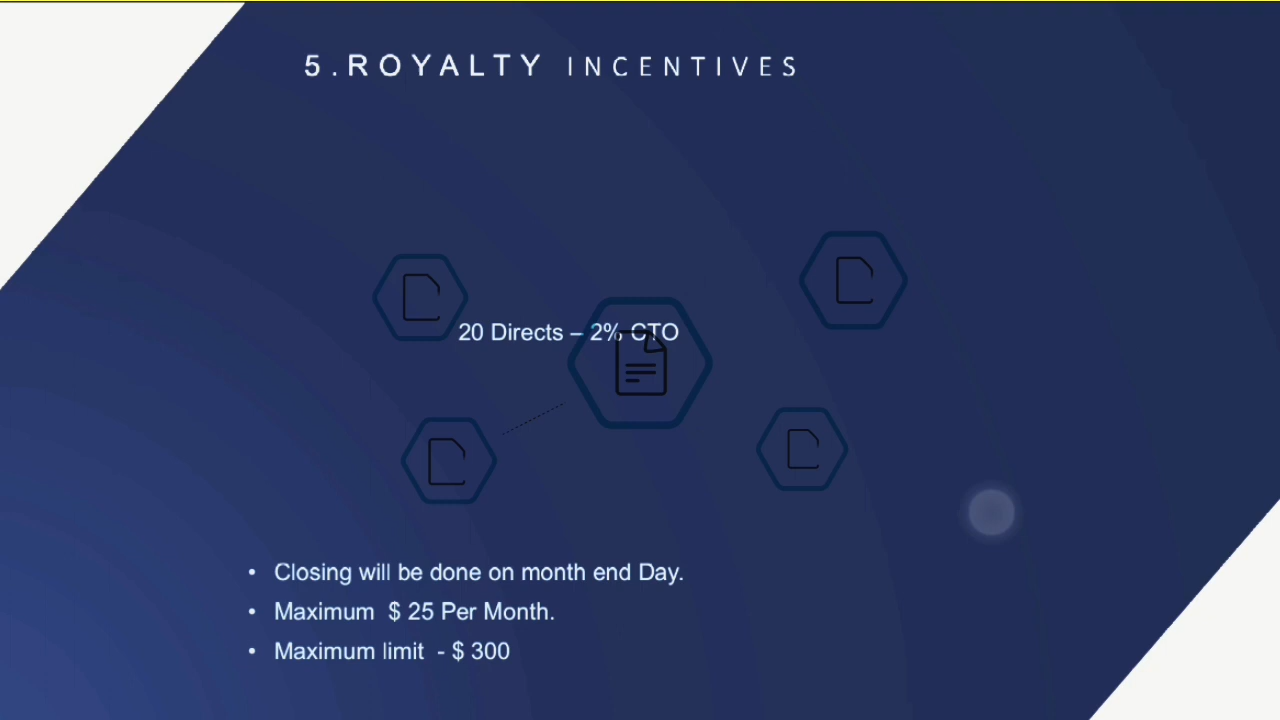 5.ROYALTY INCENTIVES
20 Directs – 2% CTO
• Closing will be done on month end Day.
• Maximum $ 25 Per Month.
• Maximum limit - $ 300